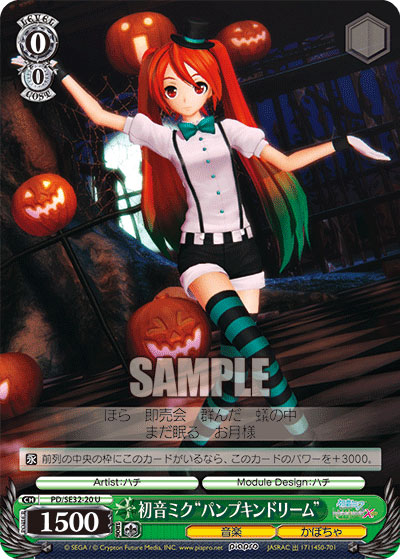 LEVEL
0
0
COST
SAMPLE
ほら　即売会　群んだ　蟻の中
まだ眠る　お月様
永 前列の中央の枠にこのカードがいるなら、このカードのパワーを+3000。
Artist:ハチ
Module Design:ハチ
CH PD/SE32-20 U
1500
初音ミク“パンプキンドリーム”
音楽
かぼちゃ
© SEGA / © Crypton Future Media, INC. www.piapro.net piapro JASRAC 出 1711450-701